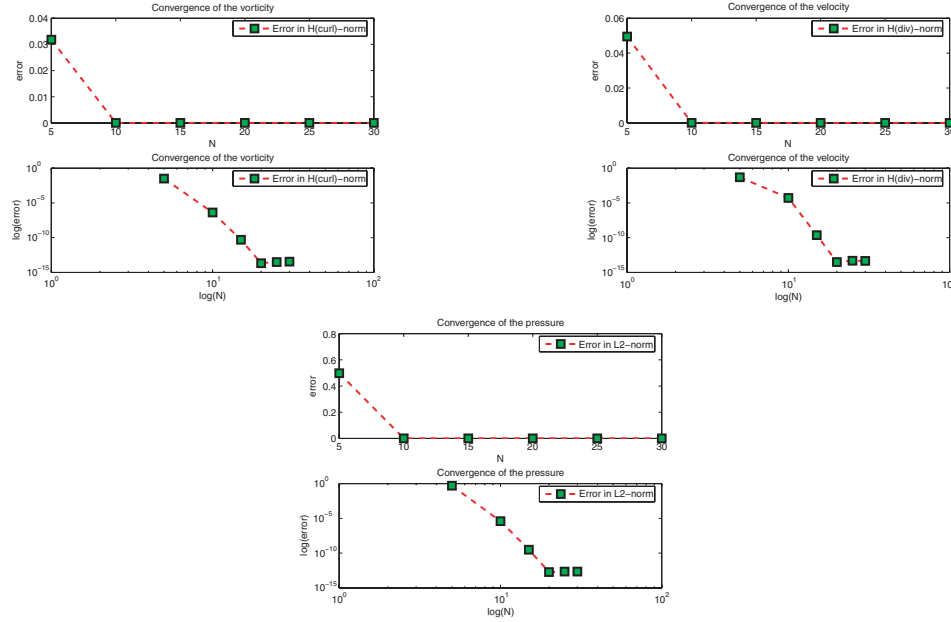 Convergence of the vorticity
0.04
0.03
0.02
0.01
0
error
Error in H(curl)−norm
5 10 15 20 25 30
N
Convergence of the velocity
0.06
0.04
0.02
0
error
Error in H(div)−norm
5 10 15 20 25 30
N
Convergence of the vorticity
10^0
10^−5
10^−10
10^−15
log(error)
Error in H(curl)−norm
10^0 10^1 10^2
log(N)
Convergence of the velocity
10^0
10^−5
10^−10
10^−15
log(error)
Error in H(div)−norm
10^0 10^1
log(N)
Convergence of the pressure
0.8
0.6
0.4
0.2
0
error
Error in L2−norm
5 10 15 20 25 30
N
Convergence of the pressure
10^0
10^−5
10^−10
10^−15
log(error)
Error in L2−norm
10^0 10^1 10^2
log(N)